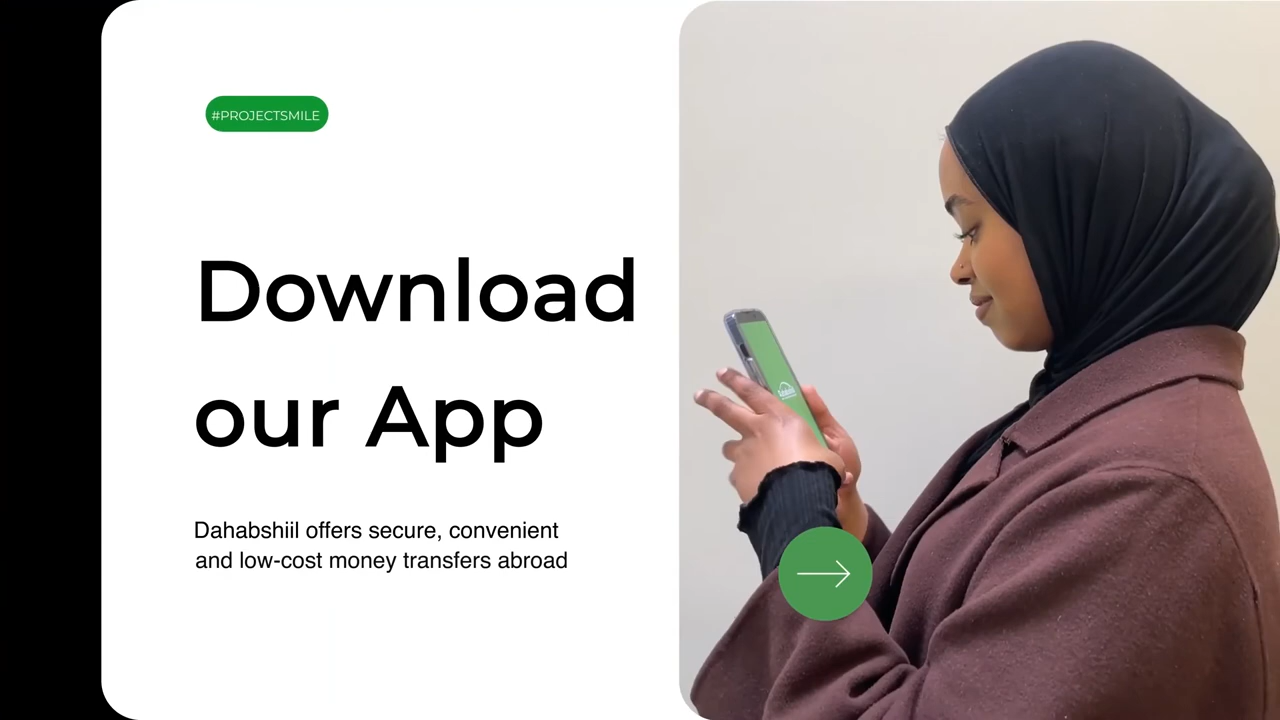 #PROJECTSMILE
Download
our App
Dahabshiil offers secure, convenient
and low-cost money transfers abroad